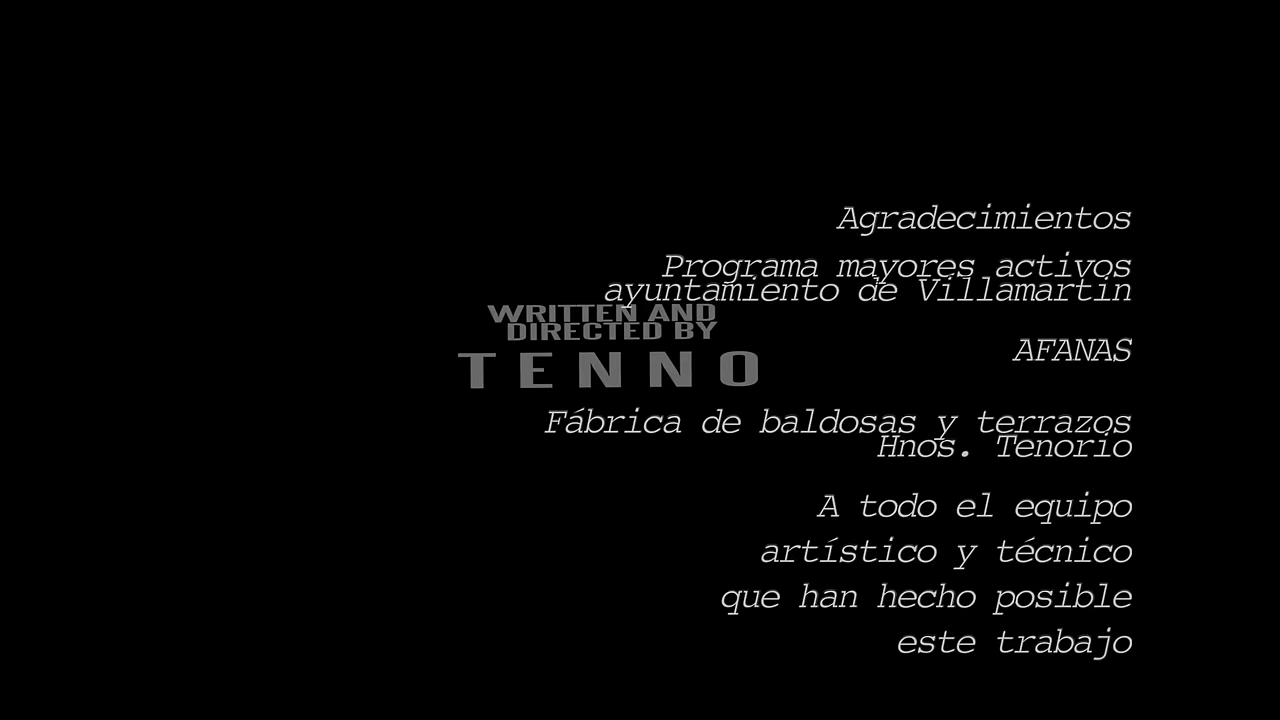 Agradecimientos
Programa mayores activos
ayuntamiento de Villamartin
WRITTEN AND
DIRECTED BY
TENNO
AFANAS
Fábrica de baldosas y terrazos
Hnos. Tenorio
A todo el equipo
artístico y técnico
que han hecho posible
este trabajo